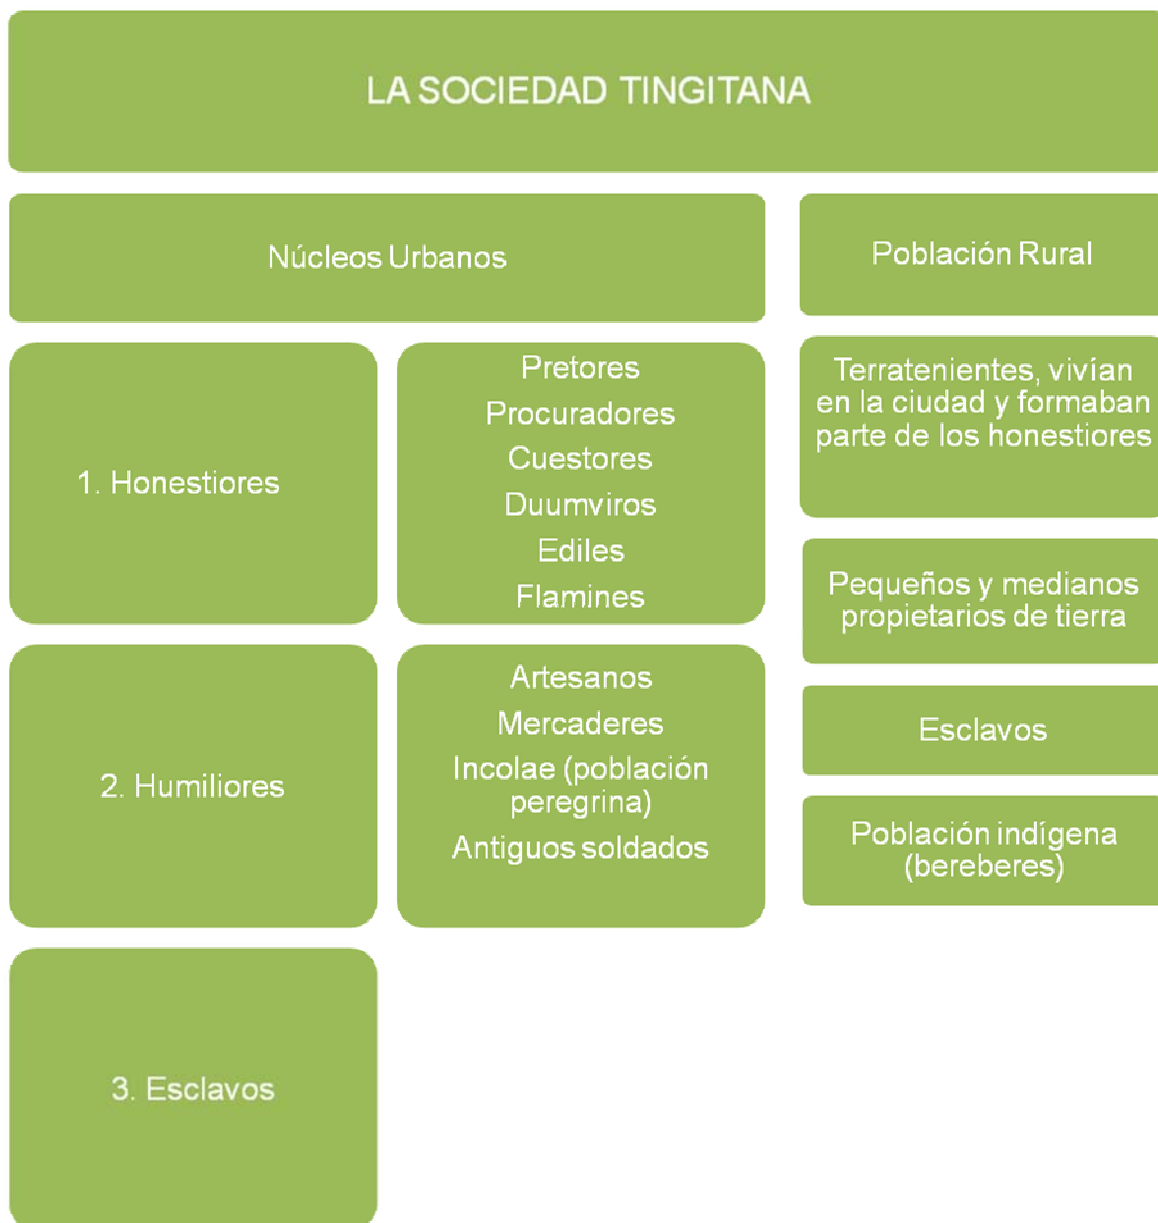 LA SOCIEDAD TINGITANA
Núcleos Urbanos
Población Rural
1. Honestiores
Pretores
Procuradores
Cuestores
Duumviros
Ediles
Flamines
Terratenientes, vivían
en la ciudad y formaban
parte de los honestiores
Pequeños y medianos
propietarios de tierra
2. Humiliores
Artesanos
Mercaderes
Incolae (población
peregrina)
Antiguos soldados
Esclavos
Población indígena
(bereberes)
3. Esclavos